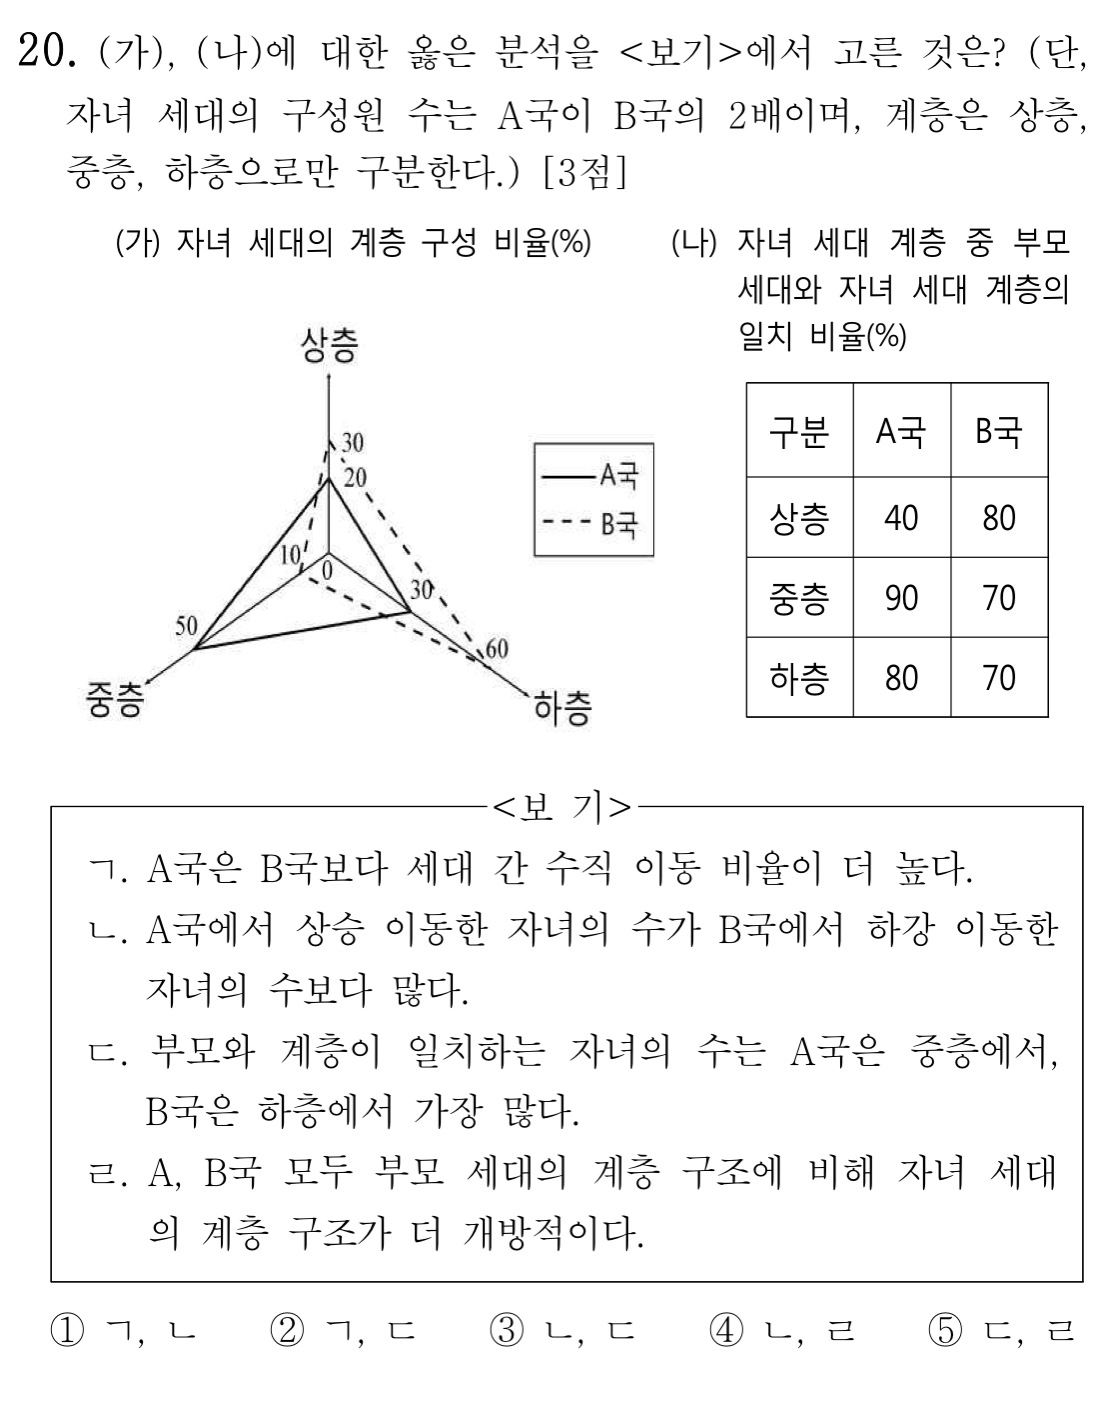 20. (가), (나)에 대한 옳은 분석을 <보기>에서 고른 것은? (단,
자녀 세대의 구성원 수는 A국이 B국의 2배이며, 계층은 상층,
중층, 하층으로만 구분한다.) [3점]
(가) 자녀 세대의 계층 구성 비율(%)
상층
30
20
10
0
30
50
60
중층
하층
A국
B국
(나) 자녀 세대 계층 중 부모
세대와 자녀 세대 계층의
일치 비율(%)
구분 A국 B국
상층 40 80
중층 90 70
하층 80 70
<보 기>
ㄱ. A국은 B국보다 세대 간 수직 이동 비율이 더 높다.
ㄴ. A국에서 상승 이동한 자녀의 수가 B국에서 하강 이동한
자녀의 수보다 많다.
ㄷ. 부모와 계층이 일치하는 자녀의 수는 A국은 중층에서,
B국은 하층에서 가장 많다.
ㄹ. A, B국 모두 부모 세대의 계층 구조에 비해 자녀 세대
의 계층 구조가 더 개방적이다.
① ㄱ, ㄴ ② ㄱ, ㄷ ③ ㄴ, ㄷ ④ ㄴ, ㄹ ⑤ ㄷ, ㄹ